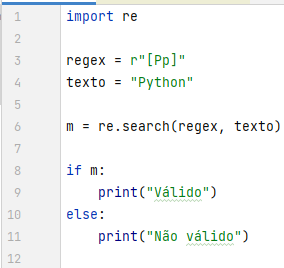 1 import re
2
3 regex = r"[Pp]"
4 texto = "Python"
5
6 m = re.search(regex, texto)
7
8 if m:
9     print("Válido")
10 else:
11     print("Não válido")
12